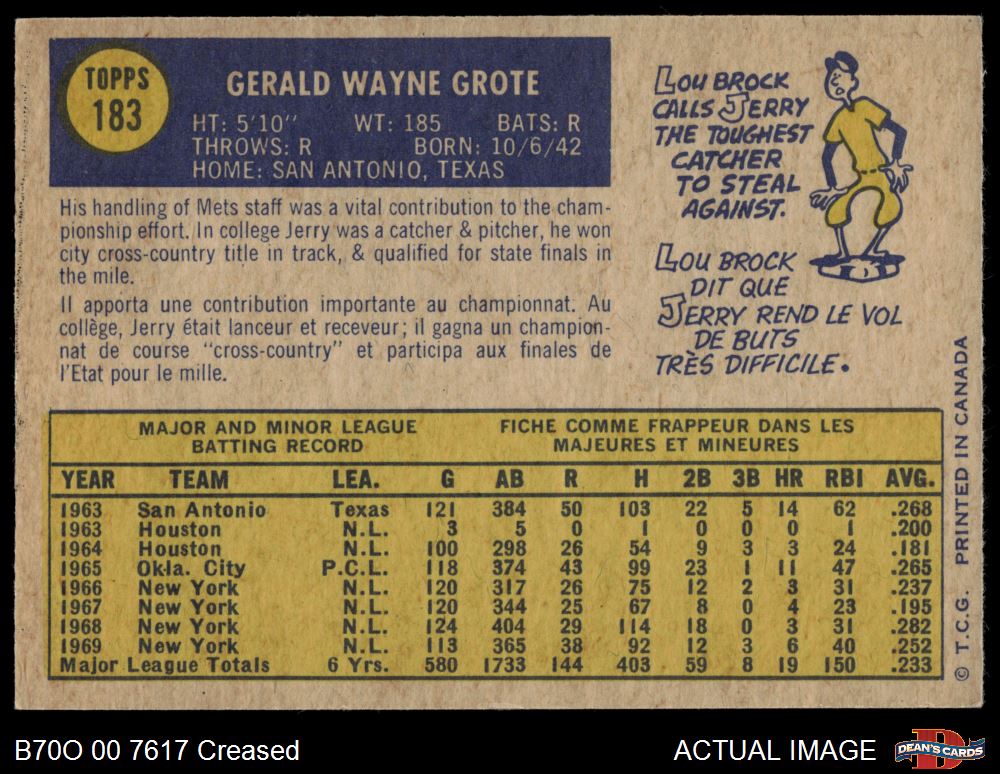 TOPPS
183
GERALD WAYNE GROTE
HT: 5'10" WT: 185 BATS: R
THROWS: R BORN: 10/6/42
HOME: SAN ANTONIO, TEXAS
His handling of Mets staff was a vital contribution to the cham-
pionship effort. In college Jerry was a catcher & pitcher, he won
city cross-country title in track, & qualified for state finals in
the mile.
Il apporta une contribution importante au championnat. Au
collège, Jerry était lanceur et receveur; il gagna un champion-
nat de course "cross-country" et participa aux finales de
l'Etat pour le mille.
LOU BROCK
CALLS JERRY
THE TOUGHEST
CATCHER
TO STEAL
AGAINST.
LOU BROCK
DIT QUE
JERRY REND LE VOL
DE BUTS
TRÈS DIFFICILE.
MAJOR AND MINOR LEAGUE
BATTING RECORD
FICHE COMME FRAPPEUR DANS LES
MAJEURES ET MINEURES
YEAR TEAM LEA. G AB R H 2B 3B HR RBI AVG.
1963 San Antonio Texas 121 384 50 103 22 5 14 62 .268
1963 Houston N.L. 3 5 0 1 0 0 0 1 .200
1964 Houston N.L. 100 298 26 54 9 3 3 24 .181
1965 Okla. City P.C.L. 118 374 43 99 23 1 11 47 .265
1966 New York N.L. 120 317 26 75 12 2 3 31 .237
1967 New York N.L. 120 344 25 67 8 0 4 23 .195
1968 New York N.L. 124 404 29 114 18 0 3 31 .282
1969 New York N.L. 113 365 38 92 12 3 6 40 .252
Major League Totals 6 Yrs. 580 1733 144 403 59 8 19 150 .233
© T.C.G. PRINTED IN CANADA
B70O 00 7617 Creased
ACTUAL IMAGE
D
DEAN'S CARDS